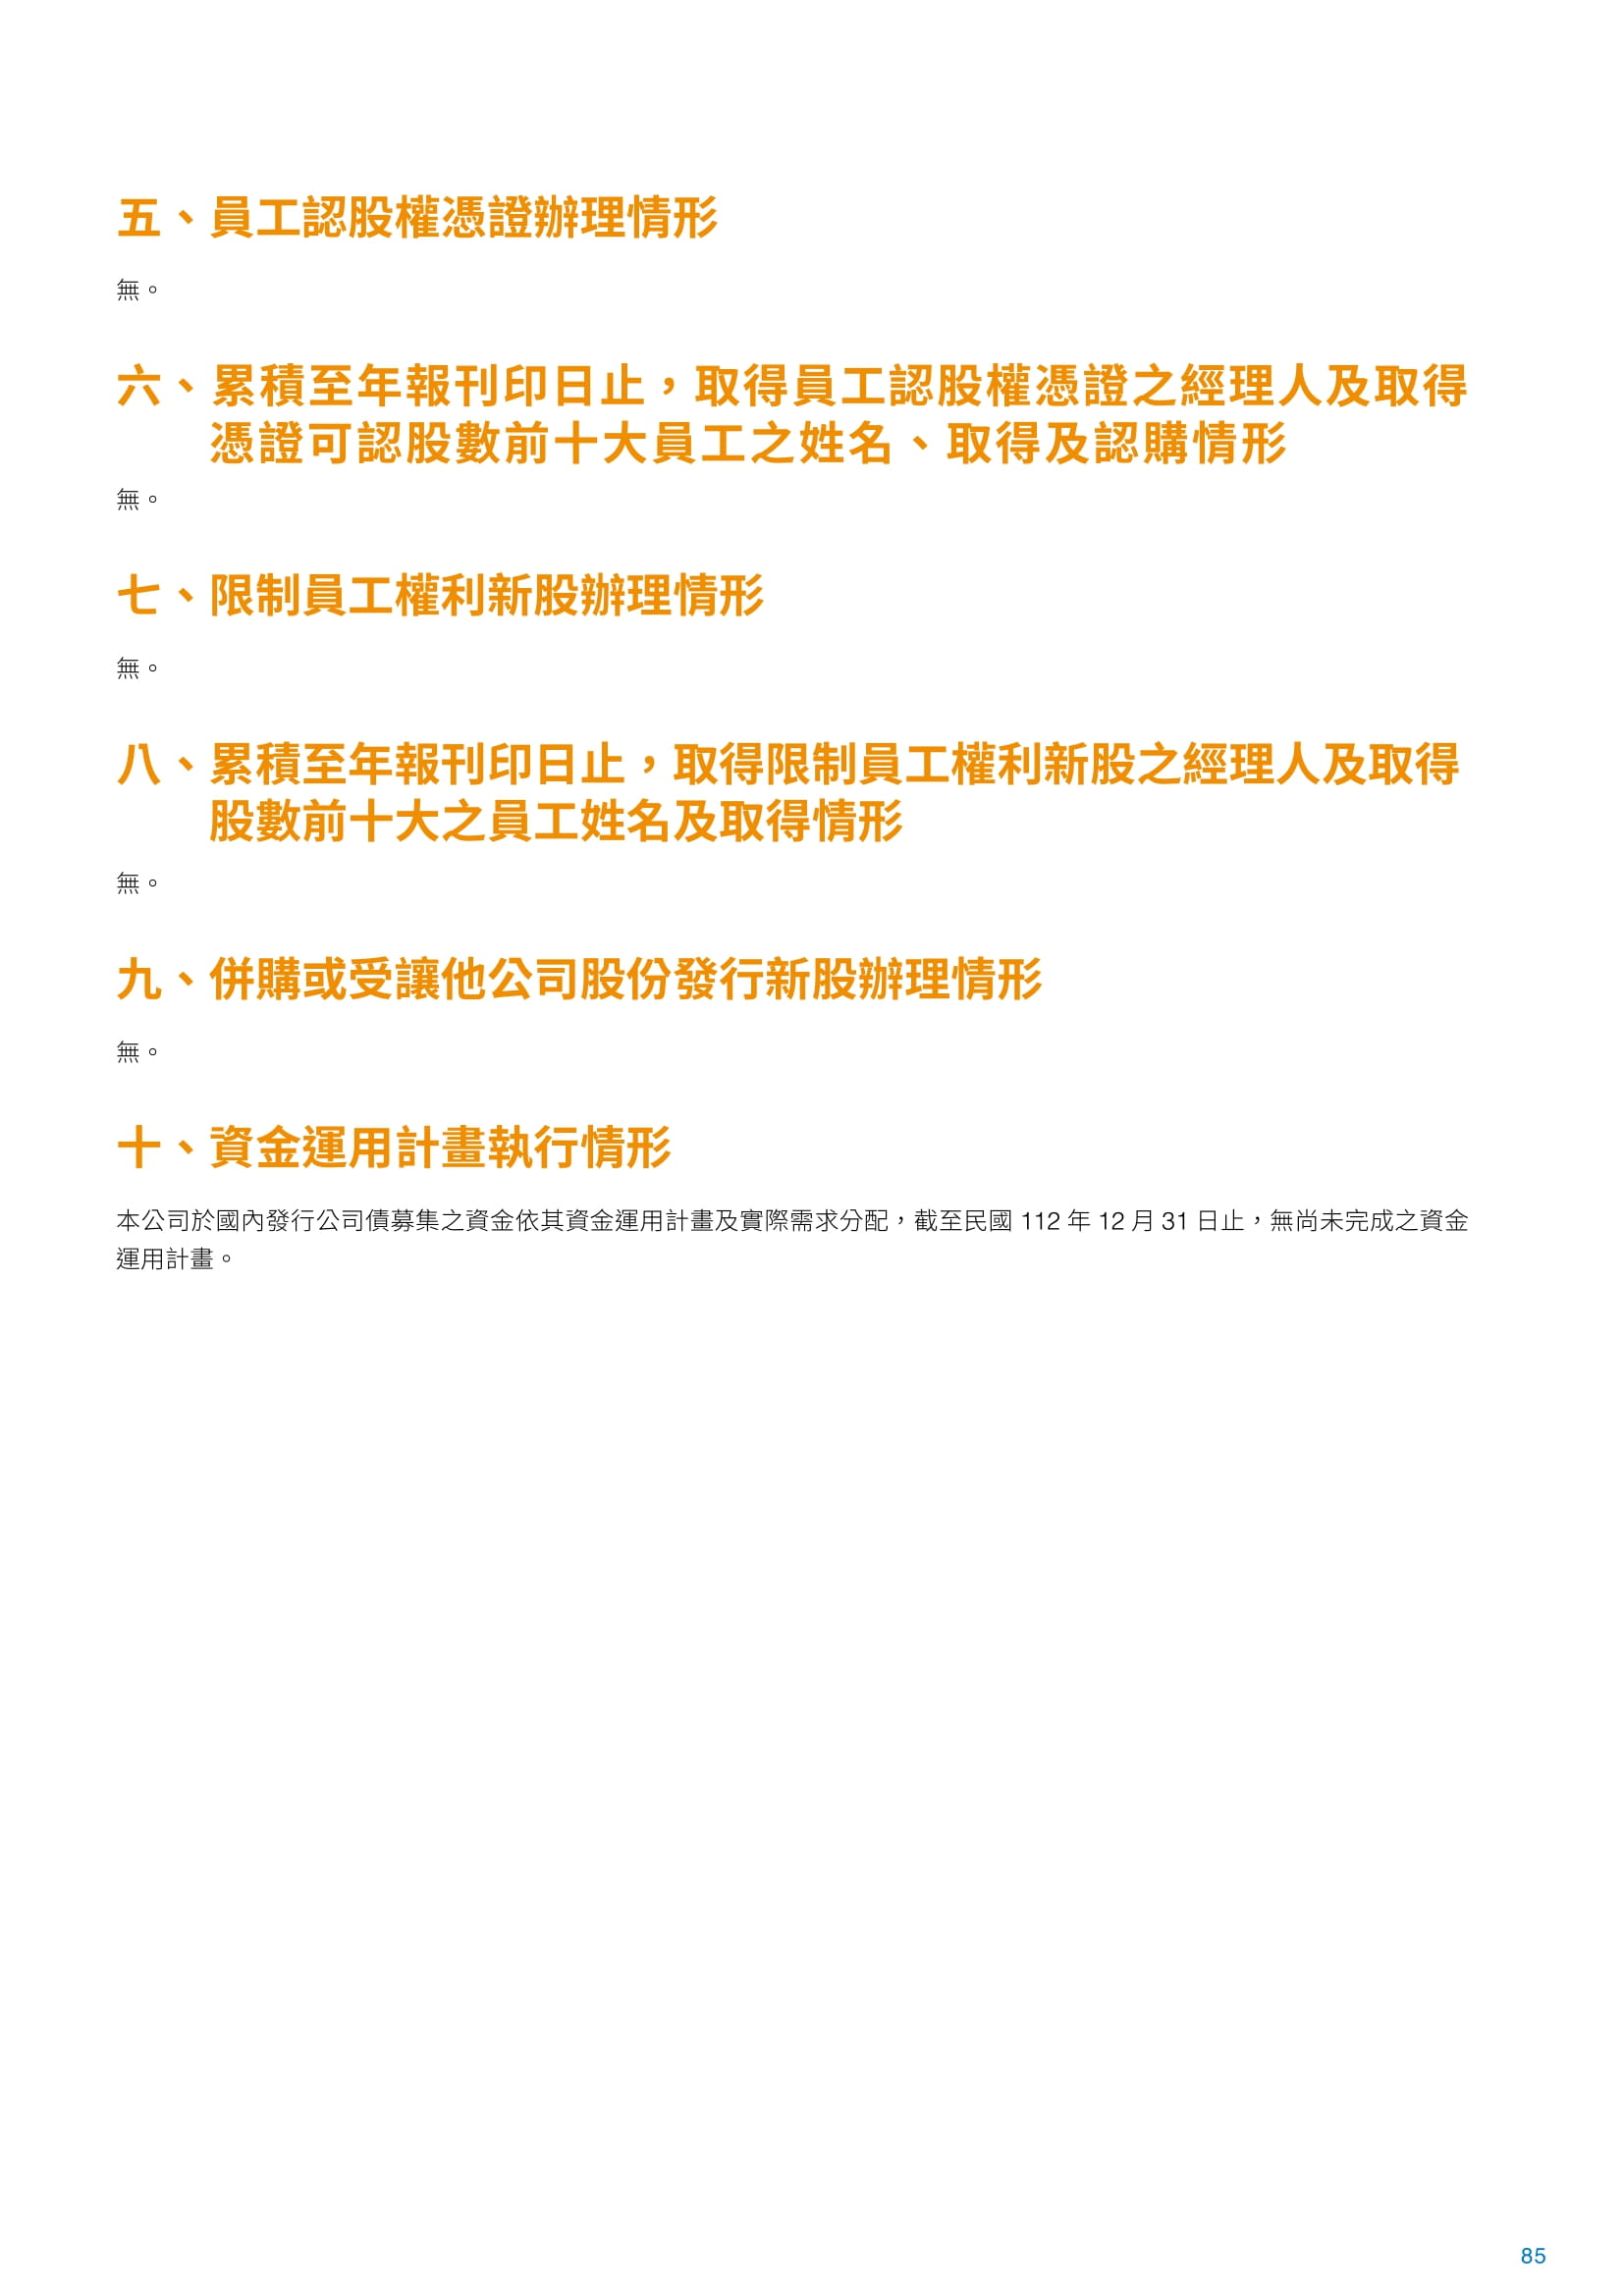 五、員工認股權憑證辦理情形
無。
六、累積至年報刊印日止，取得員工認股權憑證之經理人及取得
憑證可認股數前十大員工之姓名、取得及認購情形
無。
七、限制員工權利新股辦理情形
無。
八、累積至年報刊印日止，取得限制員工權利新股之經理人及取得
股數前十大之員工姓名及取得情形
無。
九、併購或受讓他公司股份發行新股辦理情形
無。
十、資金運用計畫執行情形
本公司於國內發行公司債募集之資金依其資金運用計畫及實際需求分配，截至民國 112 年 12 月 31 日止，無尚未完成之資金
運用計畫。
85